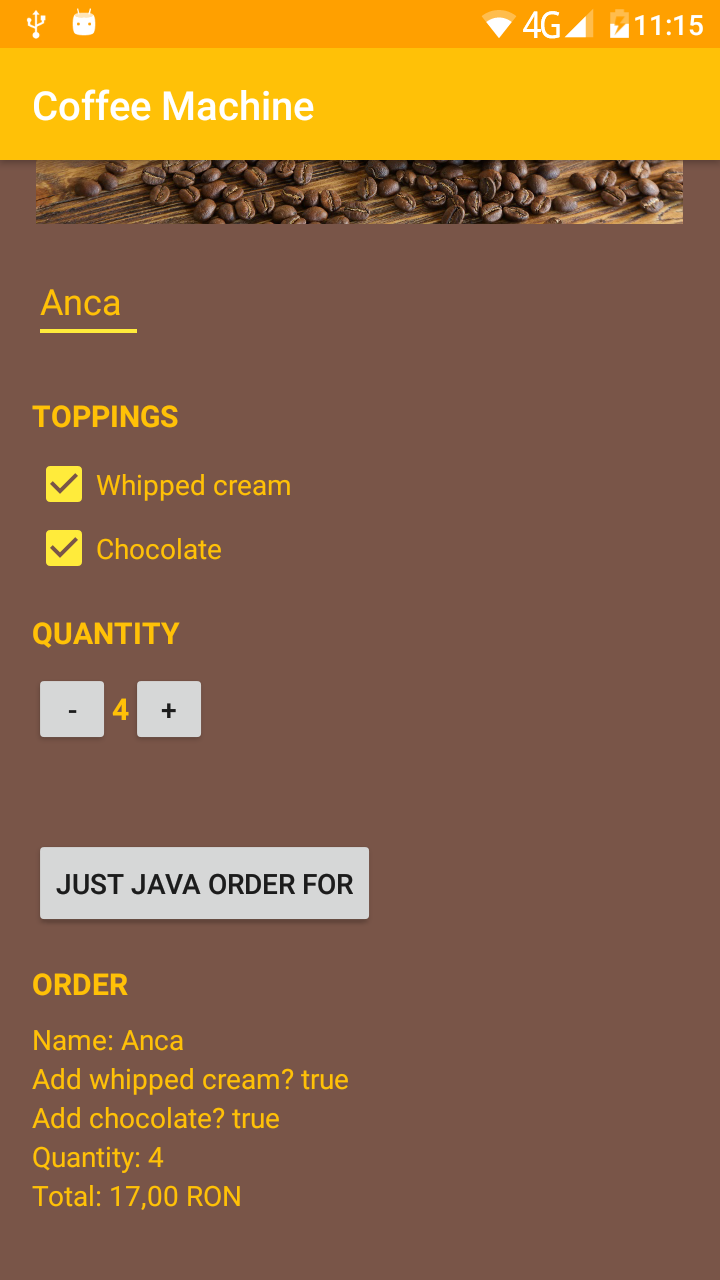 4G 11:15
Coffee Machine
Anca
TOPPINGS
Whipped cream
Chocolate
QUANTITY
- 4 +
JUST JAVA ORDER FOR
ORDER
Name: Anca
Add whipped cream? true
Add chocolate? true
Quantity: 4
Total: 17,00 RON